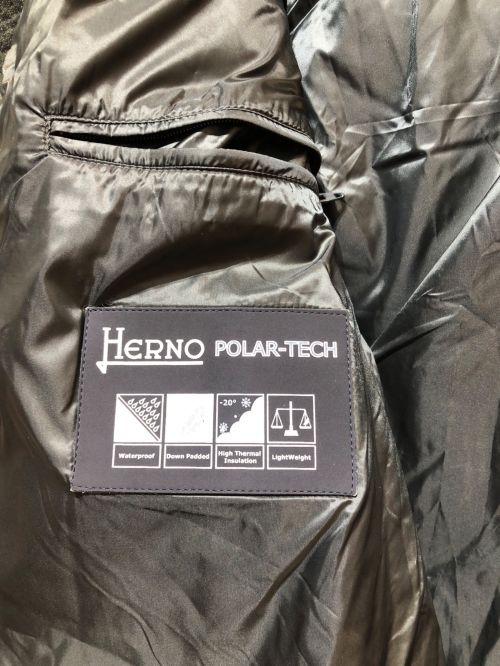 HERNO POLAR-TECH
-20°
Waterproof
Down Padded
High Thermal
Insulation
LightWeight